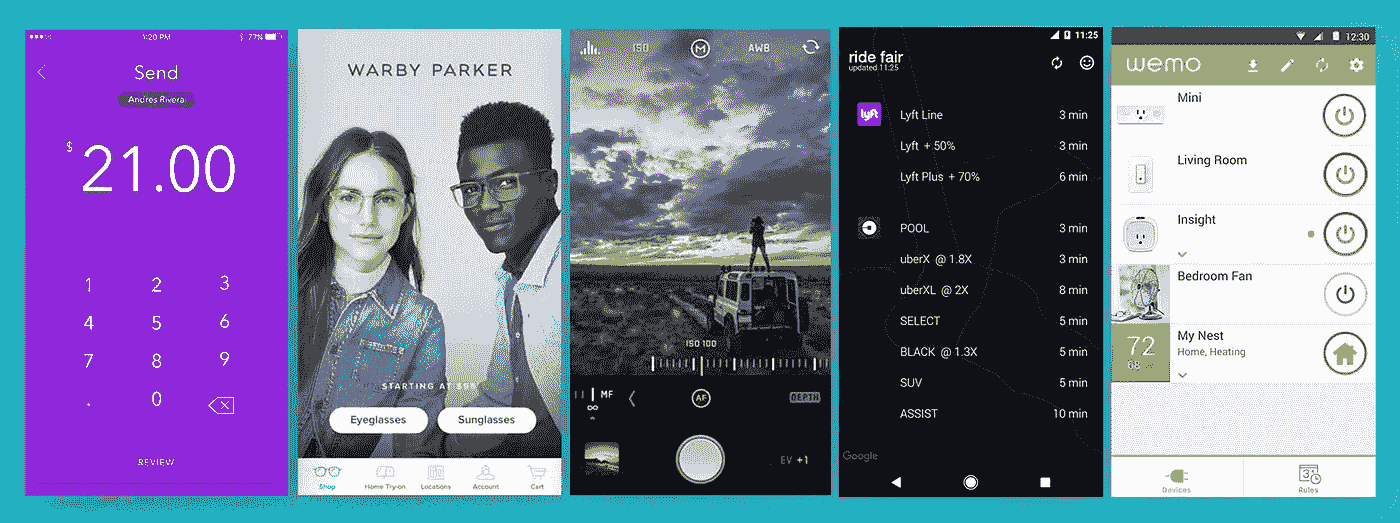 1:20 PM
77%
Send
Andres Rivera
$
21.00
1 2 3
4 5 6
7 8 9
. 0
REVIEW
WARBY PARKER
STARTING AT $95
Eyeglasses Sunglasses
Shop Home Try-on Locations Account Cart
ISO M AWB
ISO 100
MF
∞
AF
DEPTH
EV +1
11:25
ride fair
updated 11:25
lyft
Lyft Line 3 min
Lyft + 50% 3 min
Lyft Plus + 70% 6 min
POOL 3 min
uberX @ 1.8X 3 min
uberXL @ 2X 8 min
SELECT 5 min
BLACK @ 1.3X 5 min
SUV 5 min
ASSIST 10 min
Google
12:30
wemo
Mini
Living Room
Insight
Bedroom Fan
72
68
My Nest
Home, Heating
Devices
Rules